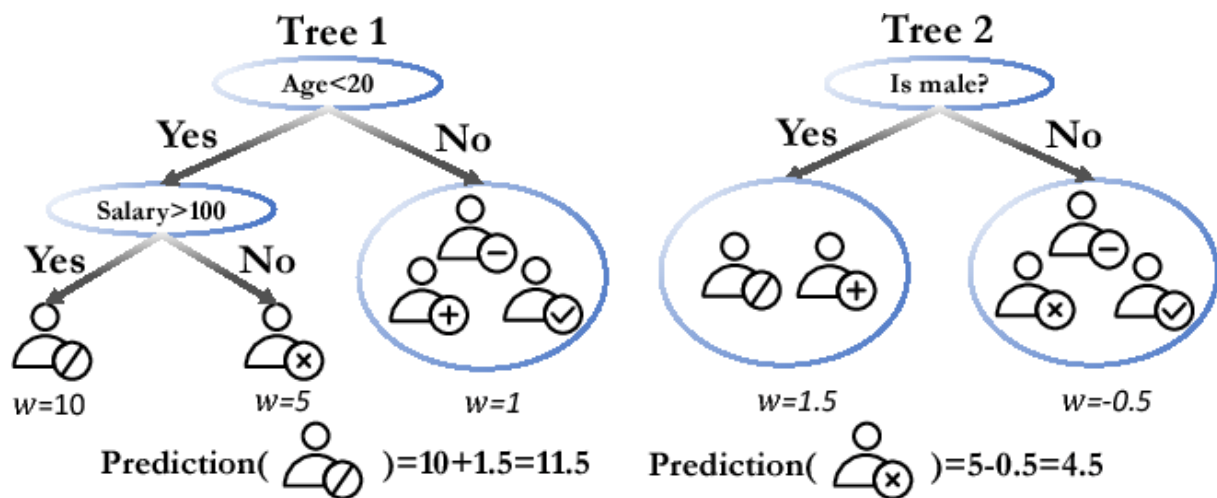 Tree 1
Age<20
Yes
No
Salary>100
Yes
No
w=10
w=5
w=1
Prediction( )=10+1.5=11.5
Tree 2
Is male?
Yes
No
w=1.5
w=-0.5
Prediction( )=5-0.5=4.5